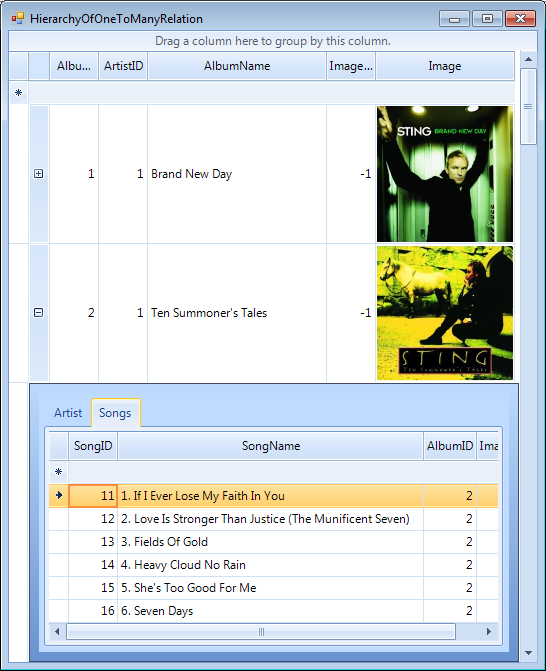 HierarchyOfOneToManyRelation
Drag a column here to group by this column.
Albu... ArtistID AlbumName Image... Image
*
STING BRAND NEW DAY
1 1 Brand New Day -1
2 1 Ten Summoner's Tales -1
STING
TEN SUMMONER'S TALES
Artist Songs
SongID SongName AlbumID Ima
*
11 1. If I Ever Lose My Faith In You 2
12 2. Love Is Stronger Than Justice (The Munificent Seven) 2
13 3. Fields Of Gold 2
14 4. Heavy Cloud No Rain 2
15 5. She's Too Good For Me 2
16 6. Seven Days 2